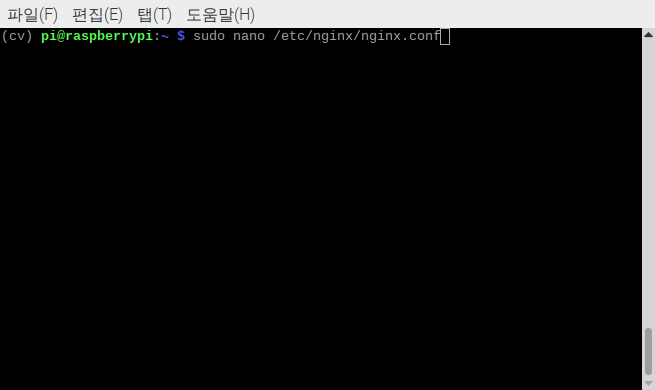 파일(F) 편집(E) 탭(T) 도움말(H)
(cv) pi@raspberrypi:~ $ sudo nano /etc/nginx/nginx.conf